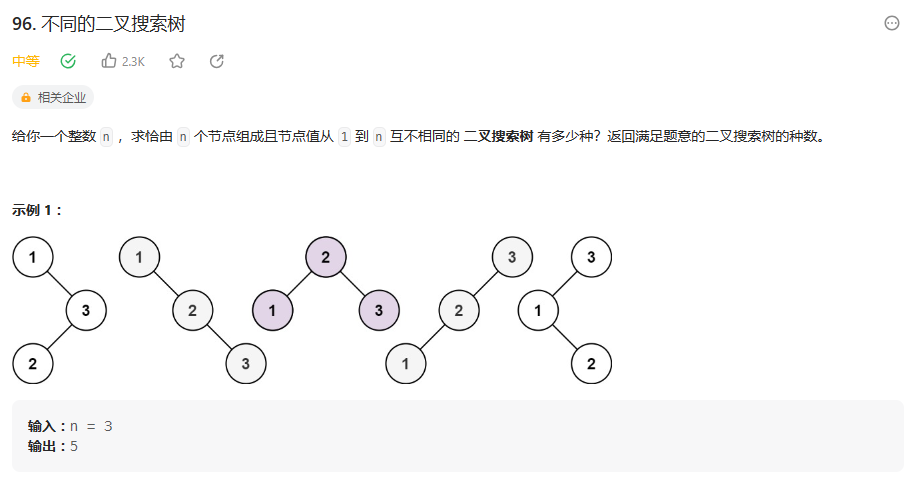 96. 不同的二叉搜索树
中等 2.3K
相关企业
给你一个整数 n ，求恰由 n 个节点组成且节点值从 1 到 n 互不相同的 二叉搜索树 有多少种？返回满足题意的二叉搜索树的种数。
示例 1：
1 1 2 3 3
3 2 1 3 2 1
2 3 1 2
输入：n = 3
输出：5